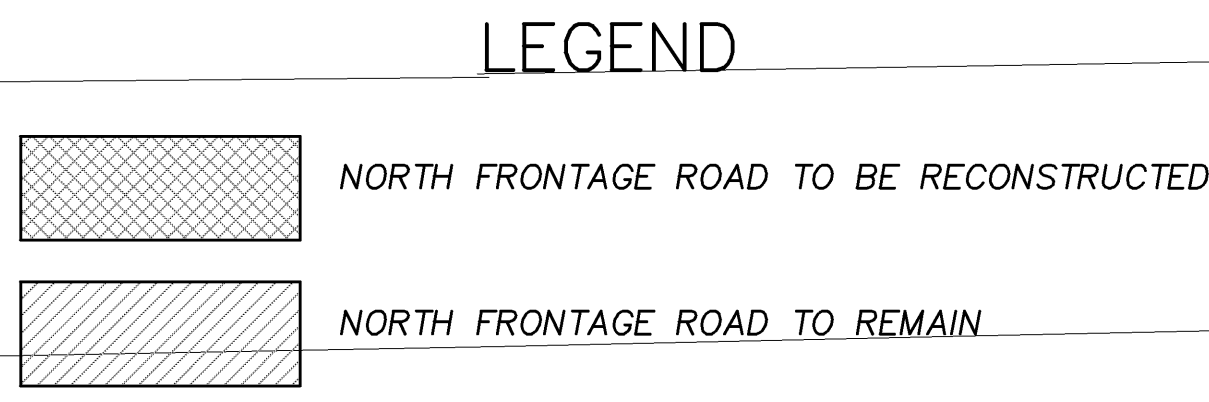 LEGEND
NORTH FRONTAGE ROAD TO BE RECONSTRUCTED
NORTH FRONTAGE ROAD TO REMAIN